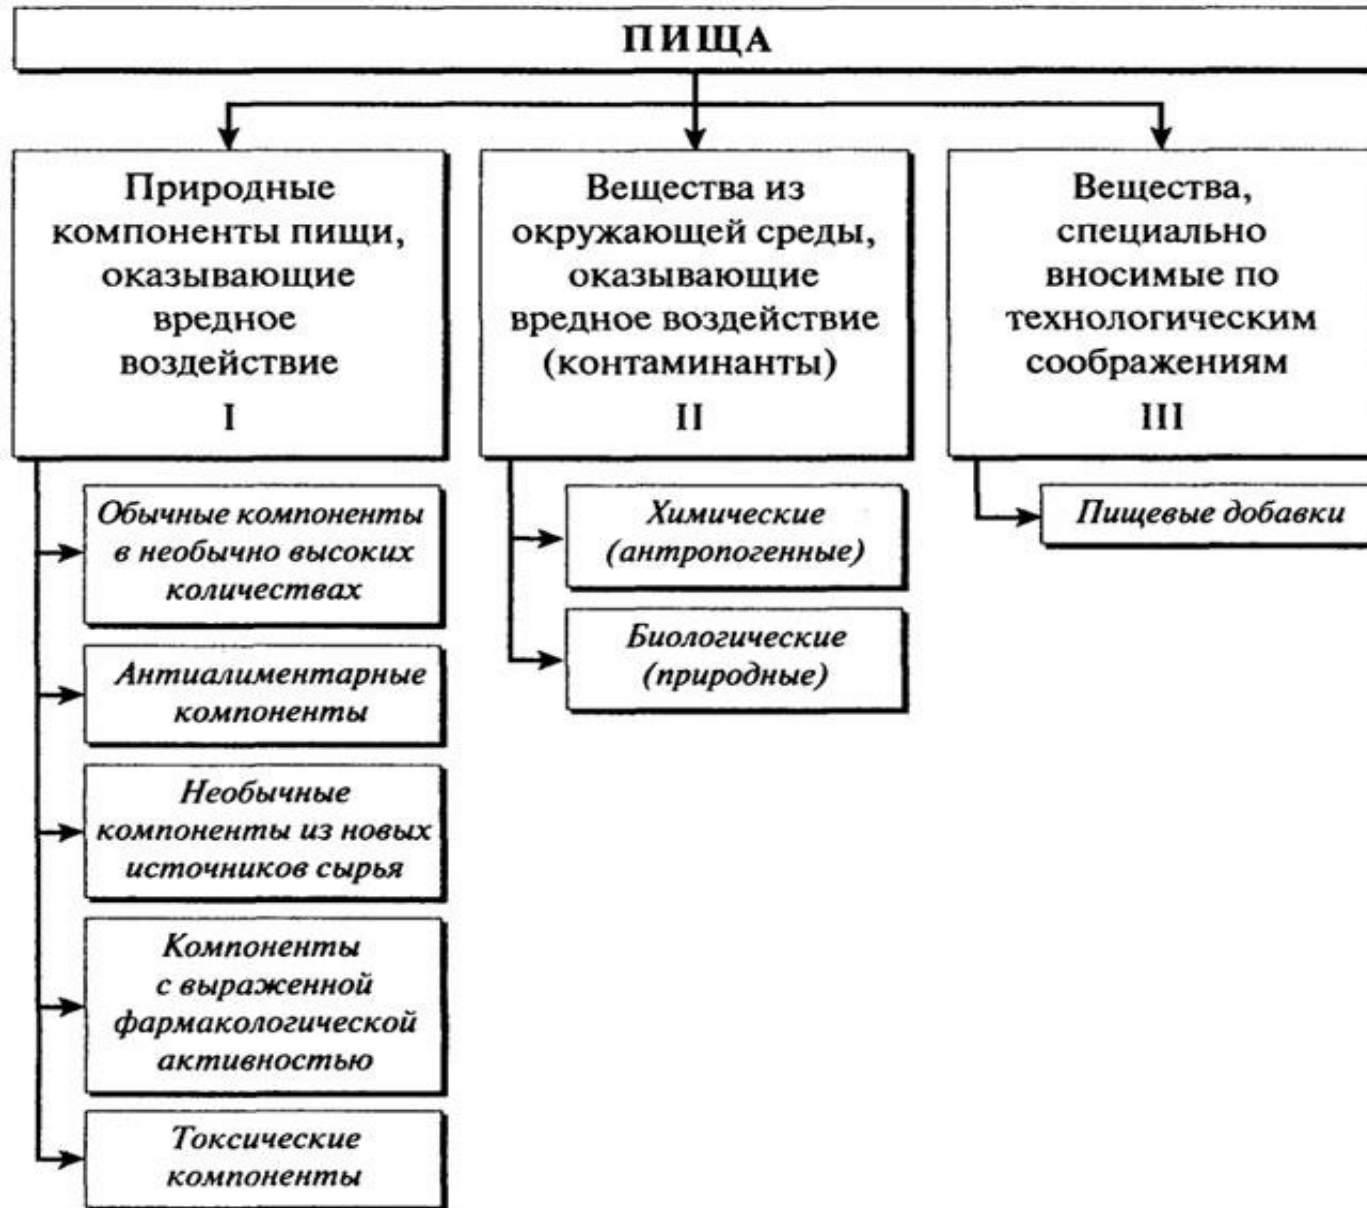 ПИЩА
Природные
компоненты пищи,
оказывающие
вредное
воздействие
I
Вещества из
окружающей среды,
оказывающие
вредное воздействие
(контаминанты)
II
Вещества,
специально
вносимые по
технологическим
соображениям
III
Обычные компоненты
в необычно высоких
количествах
Антиалиментарные
компоненты
Необычные
компоненты из новых
источников сырья
Компоненты
с выраженной
фармакологической
активностью
Токсические
компоненты
Химические
(антропогенные)
Биологические
(природные)
Пищевые добавки